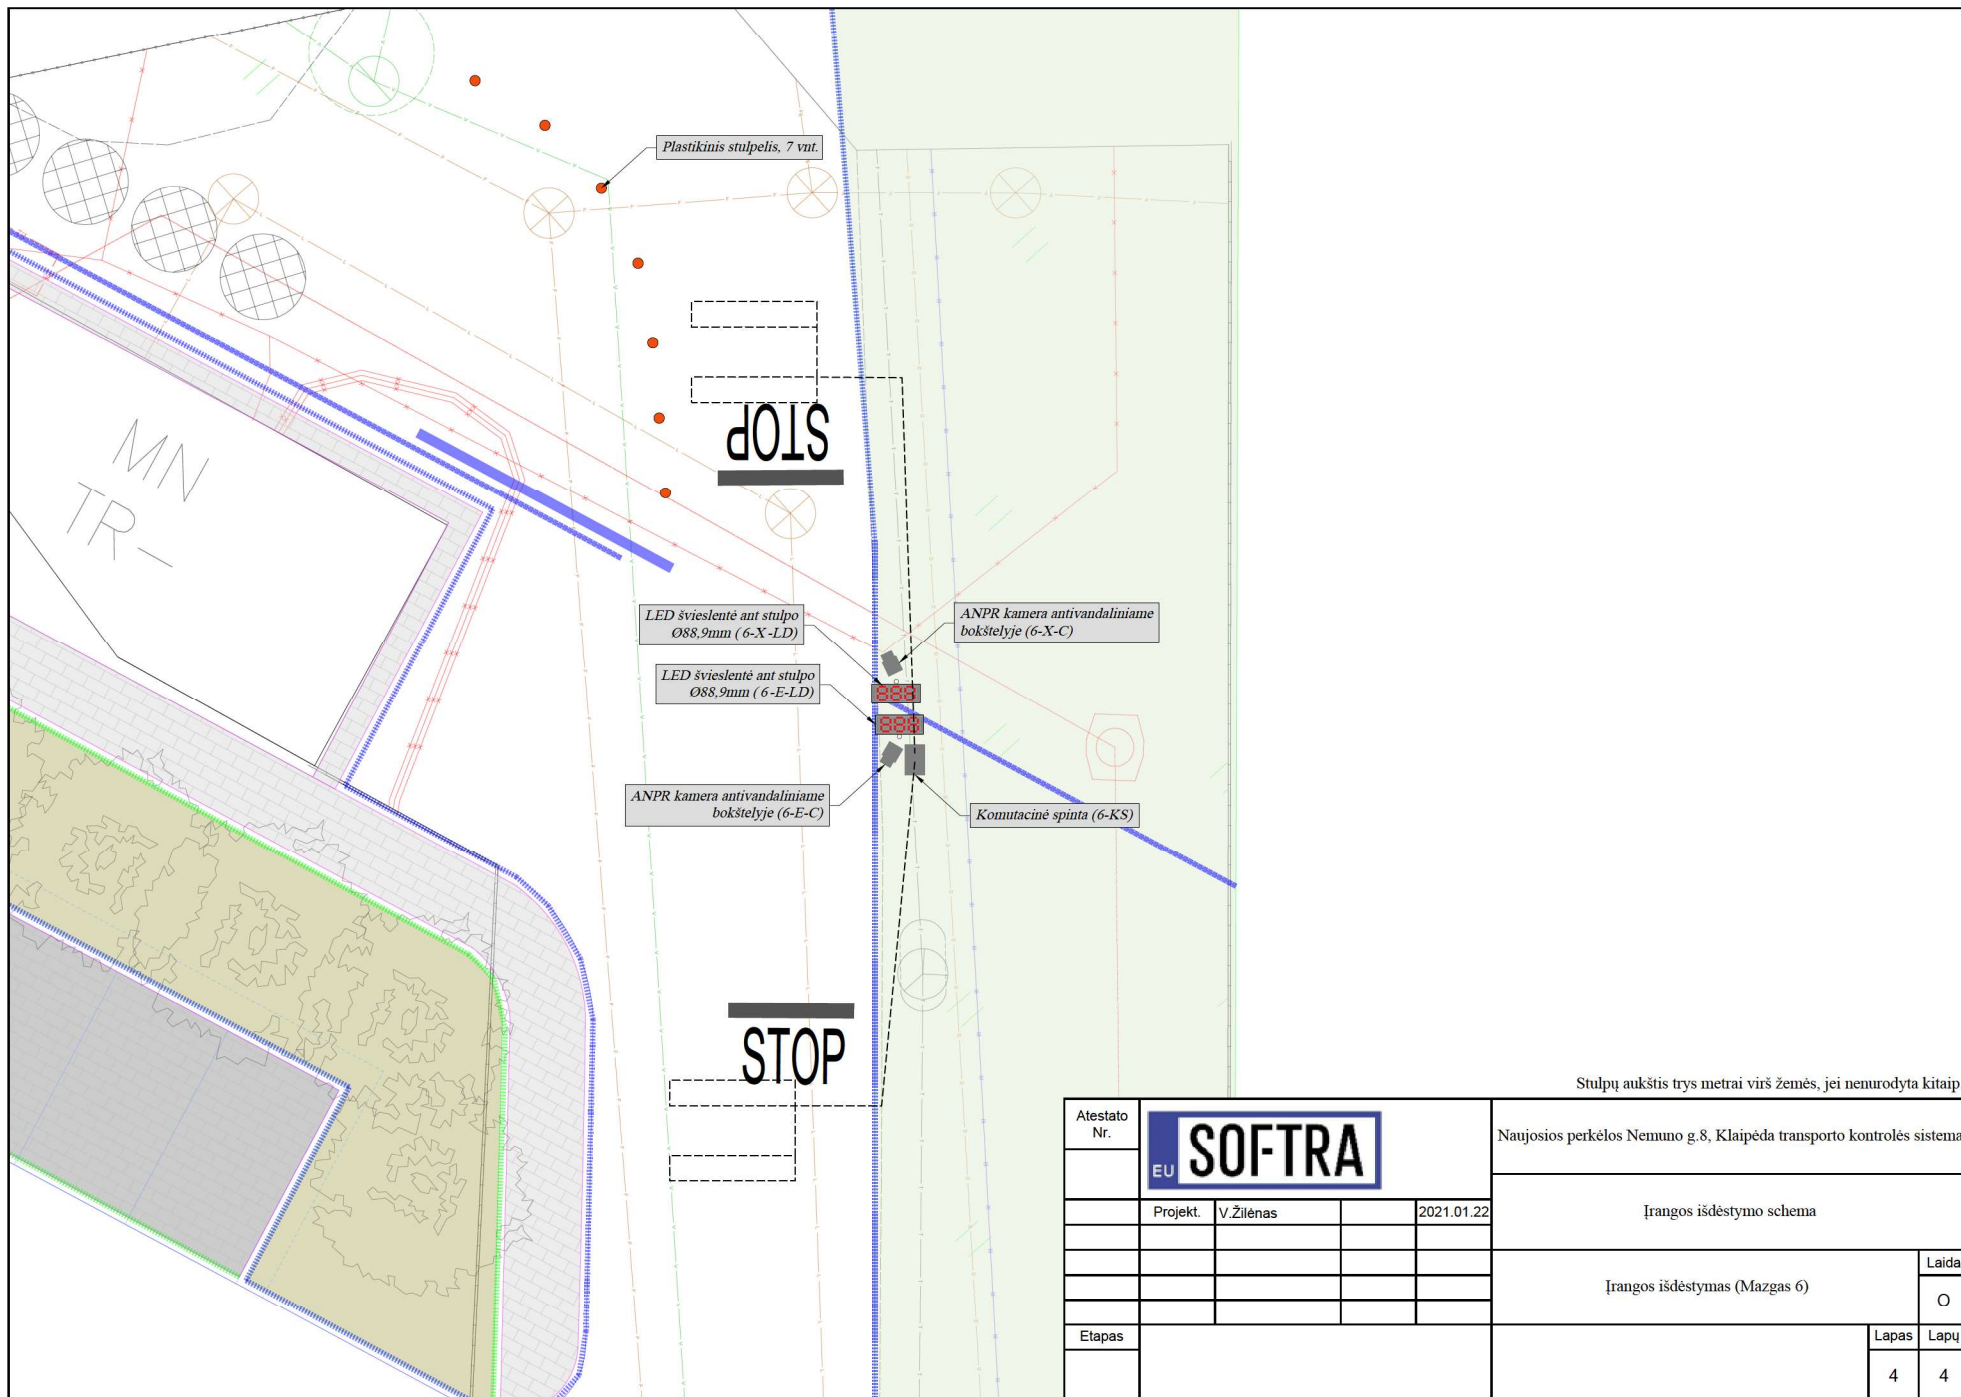 Plastikinis stulpelis, 7 vnt.
STOP
MN
TR
LED švieslentė ant stulpo
Ø88,9mm ( 6-X -LD)
ANPR kamera antivandaliniame
bokštelyje (6-X-C)
LED švieslentė ant stulpo
Ø88,9mm ( 6-E-LD)
888
888
ANPR kamera antivandaliniame
bokštelyje (6-E-C)
Komutacinė spinta (6-KS)
STOP
Stulpų aukštis trys metrai virš žemės, jei nenurodyta kitaip
Atestato
Nr.
EU SOFTRA
Naujosios perkėlos Nemuno g.8, Klaipėda transporto kontrolės sistema
Projekt. V.Žilėnas 2021.01.22
Įrangos išdėstymo schema
Įrangos išdėstymas (Mazgas 6)
Laida
O
Etapas
Lapas Lapų
4 4